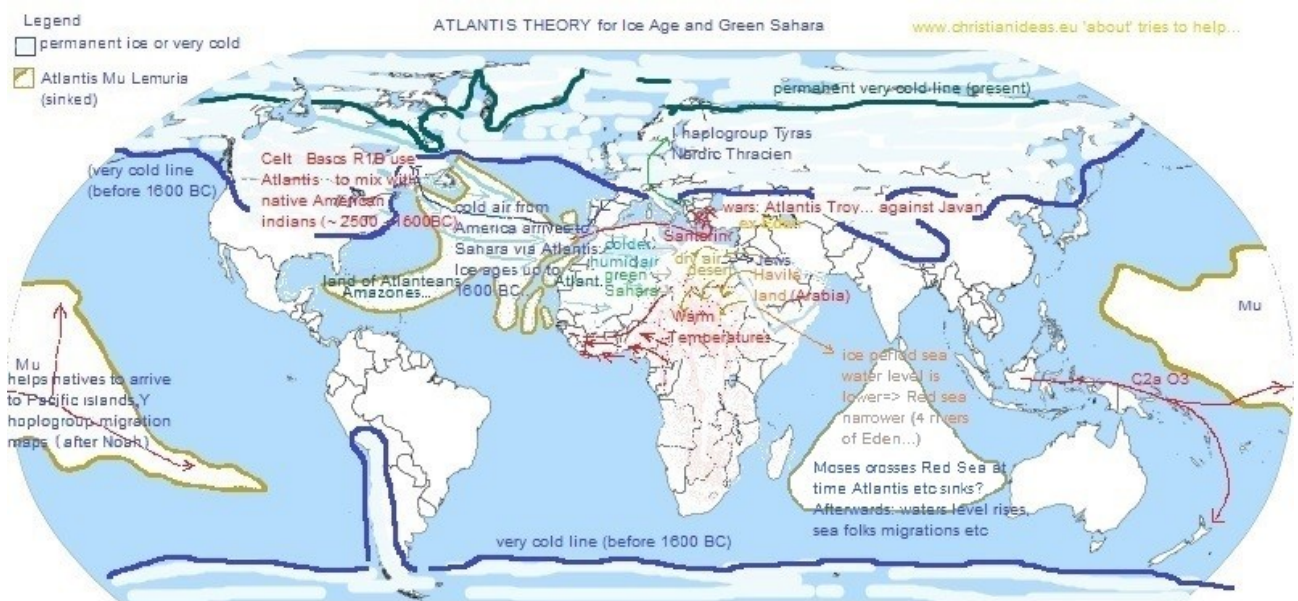 Legend
permanent ice or very cold
Atlantis Mu Lemuria
(sinked)
ATLANTIS THEORY for Ice Age and Green Sahara
www.christianideas.eu 'about' tries to help...
permahent very cold line (present)
I haplogroup Tyras
Nordic Thracien
(very cold line
(before 1600 BC)
Celt Bascs R1B use
Atlantis to mix with
native American
indians (~ 2500 - 1600BC)
cold air from
America arrives to
Sahara via Atlantis:
Ice ages up to
1600 BC...
wars: Atlantis Troy... against Javan
Santorin
colder
humid air
green
Sahara
dry air
desert
Jews
Havila
land (Arabia)
land of Atlanteans
Amazones...
Atlant.
Warm
Temperatures
Mu
Mu
helps natives to arrive
to Pacific islands,Y
haplogroup migration
maps ( after Noah)
ice period sea
water level is
lower=> Red sea
narrower (4 rivers
of Eden...)
C2a O3
Moses crosses Red Sea at
time Atlantis etc sinks?
Afterwards: waters level rises,
sea folks migrations etc
very cold line (before 1600 BC)